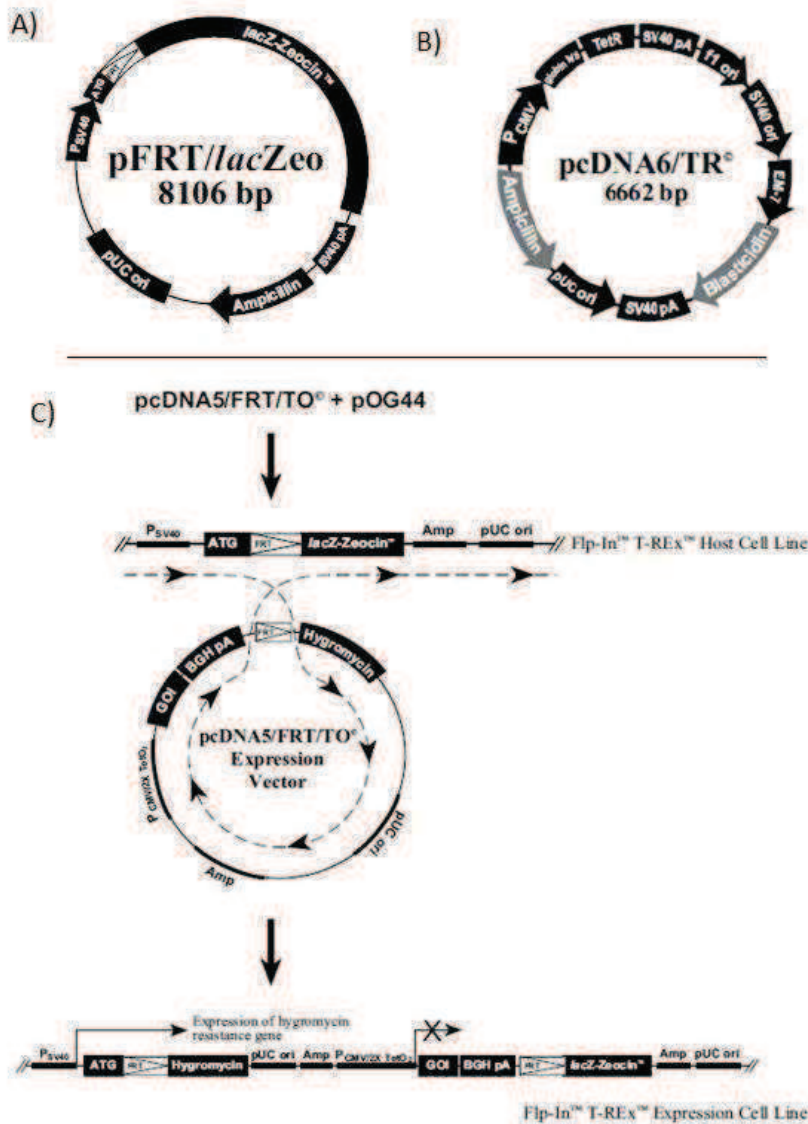 A)
lacZ-Zeocin™
FRT
ATG
PSV40
pFRT/lacZeo
8106 bp
SV40 pA
Ampicillin
pUC ori
B)
TetR
SV40 pA
f1 ori
SV40 ori
EM-7
Blasticidin
SV40 pA
pUC ori
Ampicillin
PCMV
pcDNA6/TR©
6662 bp
C)
pcDNA5/FRT/TO© + pOG44
PSV40 ATG FRT lacZ-Zeocin™ Amp pUC ori
Flp-In™ T-REx™ Host Cell Line
FRT
Hygromycin
BGH pA
GOI
PCMV/2X TetO2
Amp
pUC ori
pcDNA5/FRT/TO©
Expression
Vector
Expression of hygromycin
resistance gene
X
PSV40 ATG FRT Hygromycin pUC ori Amp PCMV/2X TetO2 GOI BGH pA FRT lacZ-Zeocin™ Amp pUC ori
Flp-In™ T-REx™ Expression Cell Line